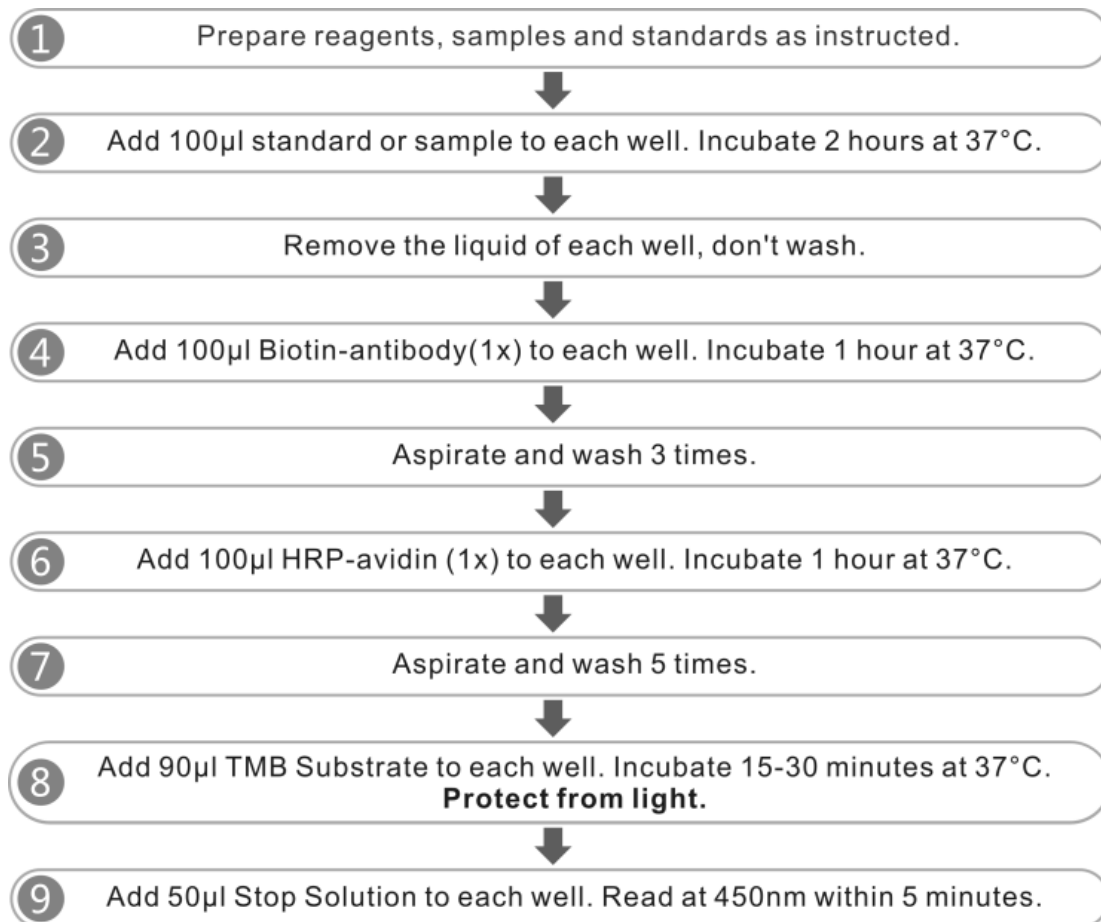 1 Prepare reagents, samples and standards as instructed.
2 Add 100µl standard or sample to each well. Incubate 2 hours at 37°C.
3 Remove the liquid of each well, don't wash.
4 Add 100µl Biotin-antibody(1x) to each well. Incubate 1 hour at 37°C.
5 Aspirate and wash 3 times.
6 Add 100µl HRP-avidin (1x) to each well. Incubate 1 hour at 37°C.
7 Aspirate and wash 5 times.
8 Add 90µl TMB Substrate to each well. Incubate 15-30 minutes at 37°C.
Protect from light.
9 Add 50µl Stop Solution to each well. Read at 450nm within 5 minutes.